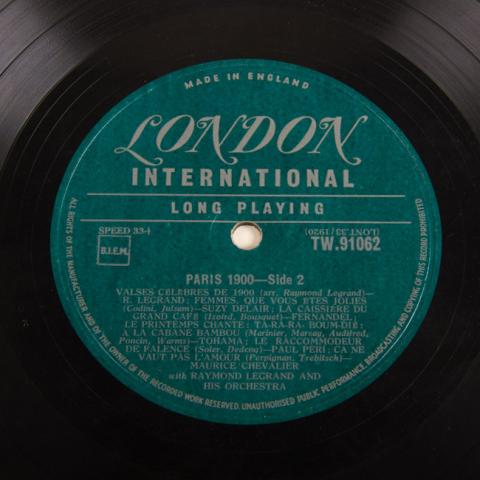 MADE IN ENGLAND
LONDON
INTERNATIONAL
LONG PLAYING
SPEED 33⅓
B.I.E.M.
(LONT.33.1920)
TW.91062
PARIS 1900—Side 2
VALSES CÉLÈBRES DE 1900 (arr. Raymond Legrand)—
R. LEGRAND; FEMMES, QUE VOUS ETES JOLIES
(Codini, Julsam)—SUZY DELAIR; LA CAISSIÈRE DU
GRAND CAFÉ (Izoird, Bousquet)—FERNANDEL;
LE PRINTEMPS CHANTE: TA-RA-RA-BOUM-DIÉ:
A LA CABANE BAMBOU (Marinier, Marsay, Audifred,
Poncin, Warms)—TOHAMA; LE RACCOMMODEUR
DE FAIENCE (Soler, Dedeny)—PAUL PERI; ÇA NE
VAUT PAS L'AMOUR (Perpignan, Trebitsch)—
MAURICE CHEVALIER
with RAYMOND LEGRAND AND
HIS ORCHESTRA
ALL RIGHTS OF THE MANUFACTURER AND OF THE OWNER OF THE RECORDED WORK RESERVED. UNAUTHORISED PUBLIC PERFORMANCE, BROADCASTING AND COPYING OF THIS RECORD PROHIBITED